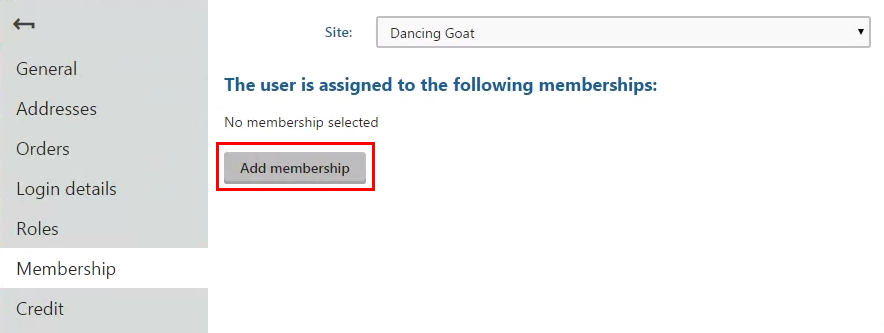 Site: Dancing Goat
General
Addresses
Orders
Login details
Roles
Membership
Credit
The user is assigned to the following memberships:
No membership selected
Add membership